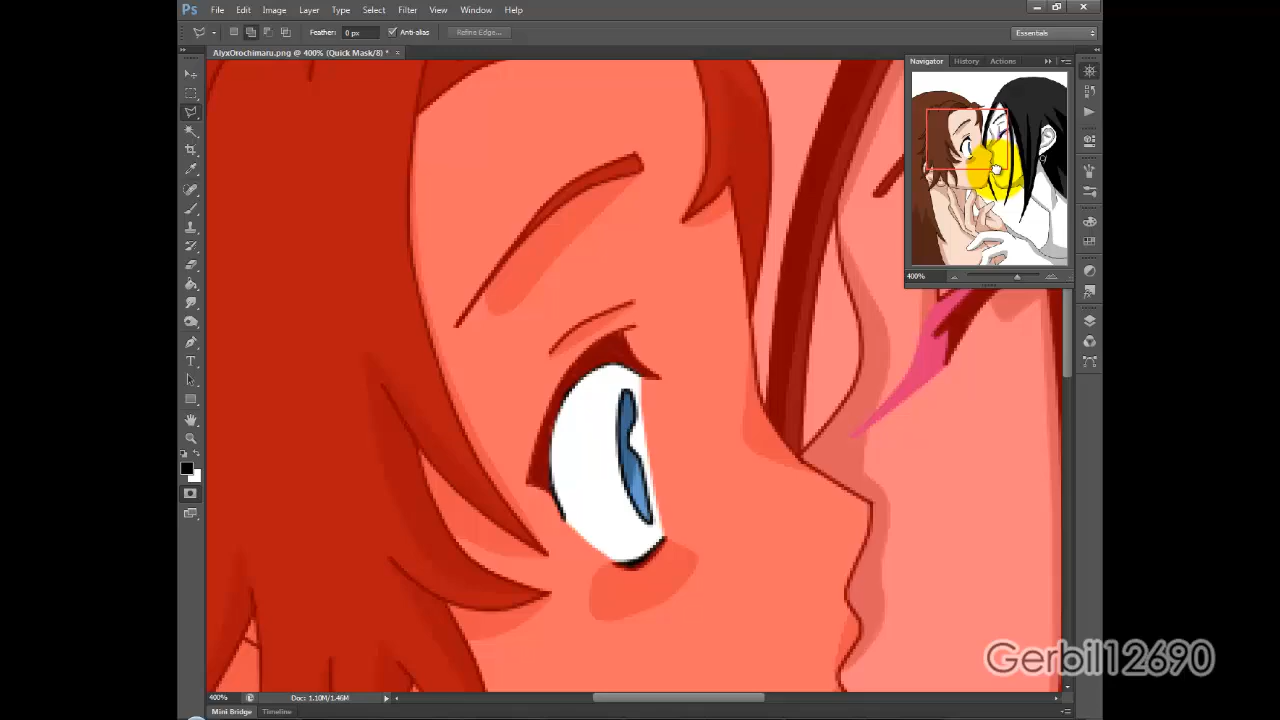 Ps File Edit Image Layer Type Select Filter View Window Help
Feather: 0 px Anti-alias Refine Edge... Essentials
AlyxOrochimaru.png @ 400% (Quick Mask/8) * ×
Navigator History Actions
400%
T
Gerbil12690
400% Doc: 1.10M/1.46M
Mini Bridge Timeline